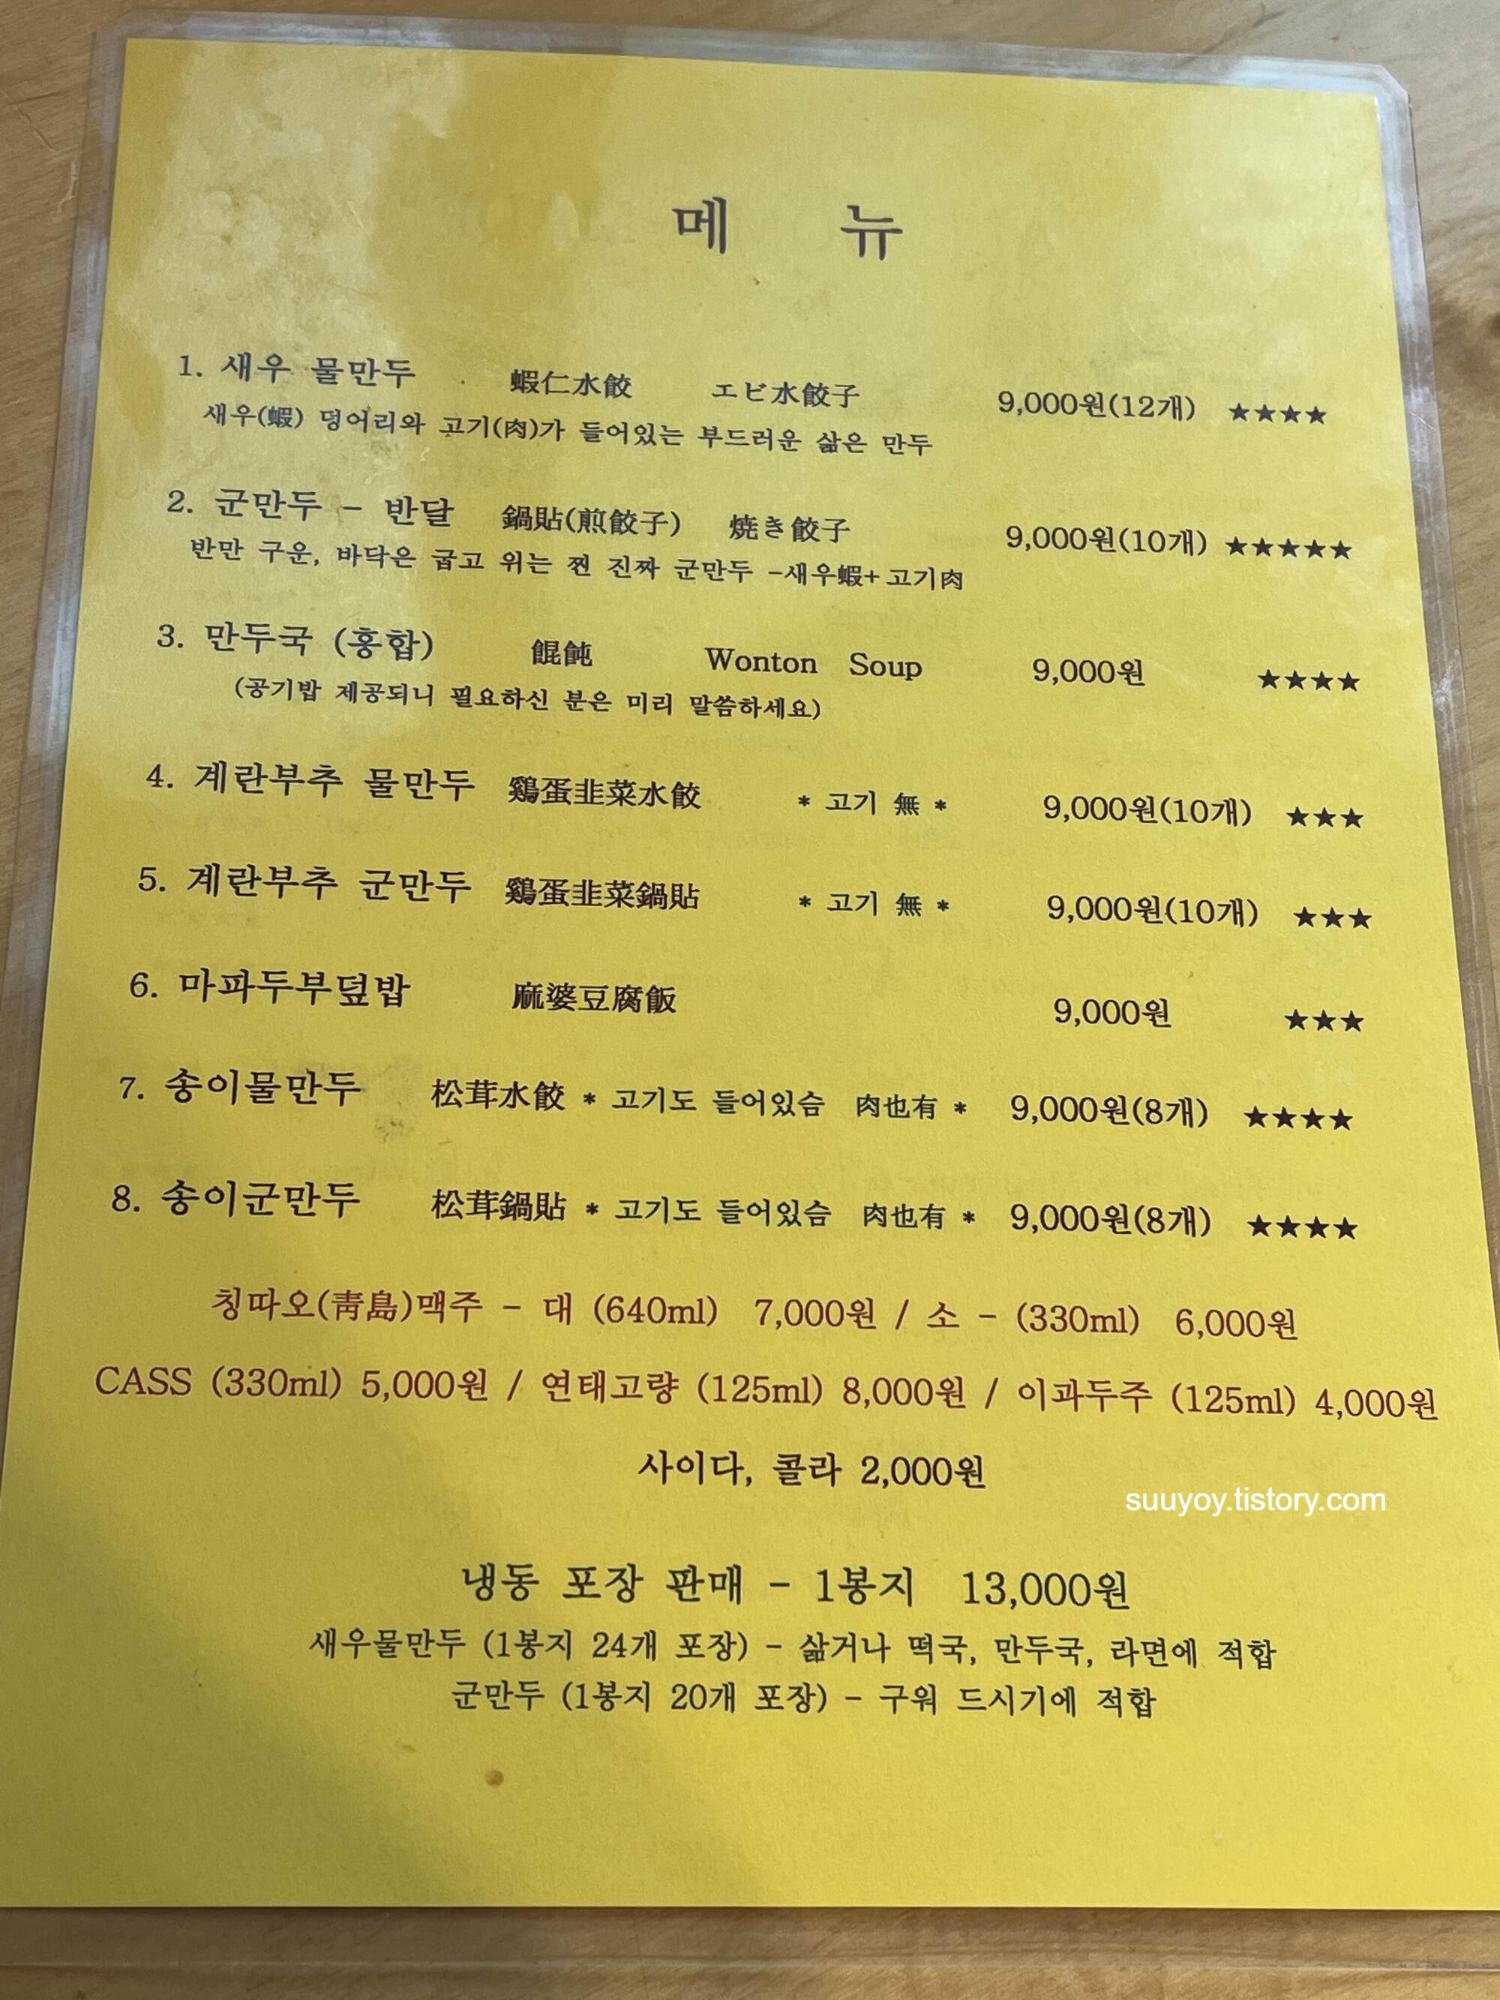 메 뉴
1. 새우 물만두 蝦仁水餃 エビ水餃子 9,000원(12개) ★★★★
새우(蝦) 덩어리와 고기(肉)가 들어있는 부드러운 삶은 만두
2. 군만두 - 반달 鍋貼(煎餃子) 焼き餃子 9,000원(10개) ★★★★★
반만 구운, 바닥은 굽고 위는 찐 진짜 군만두 -새우蝦+고기肉
3. 만두국 (홍합) 餛飩 Wonton Soup 9,000원 ★★★★
(공기밥 제공되니 필요하신 분은 미리 말씀하세요)
4. 계란부추 물만두 鷄蛋韭菜水餃 * 고기 無 * 9,000원(10개) ★★★
5. 계란부추 군만두 鷄蛋韭菜鍋貼 * 고기 無 * 9,000원(10개) ★★★
6. 마파두부덮밥 麻婆豆腐飯 9,000원 ★★★
7. 송이물만두 松茸水餃 * 고기도 들어있슴 肉也有 * 9,000원(8개) ★★★★
8. 송이군만두 松茸鍋貼 * 고기도 들어있슴 肉也有 * 9,000원(8개) ★★★★
칭따오(靑島)맥주 - 대 (640ml) 7,000원 / 소 - (330ml) 6,000원
CASS (330ml) 5,000원 / 연태고량 (125ml) 8,000원 / 이과두주 (125ml) 4,000원
사이다, 콜라 2,000원
suuyoy.tistory.com
냉동 포장 판매 - 1봉지 13,000원
새우물만두 (1봉지 24개 포장) - 삶거나 떡국, 만두국, 라면에 적합
군만두 (1봉지 20개 포장) - 구워 드시기에 적합